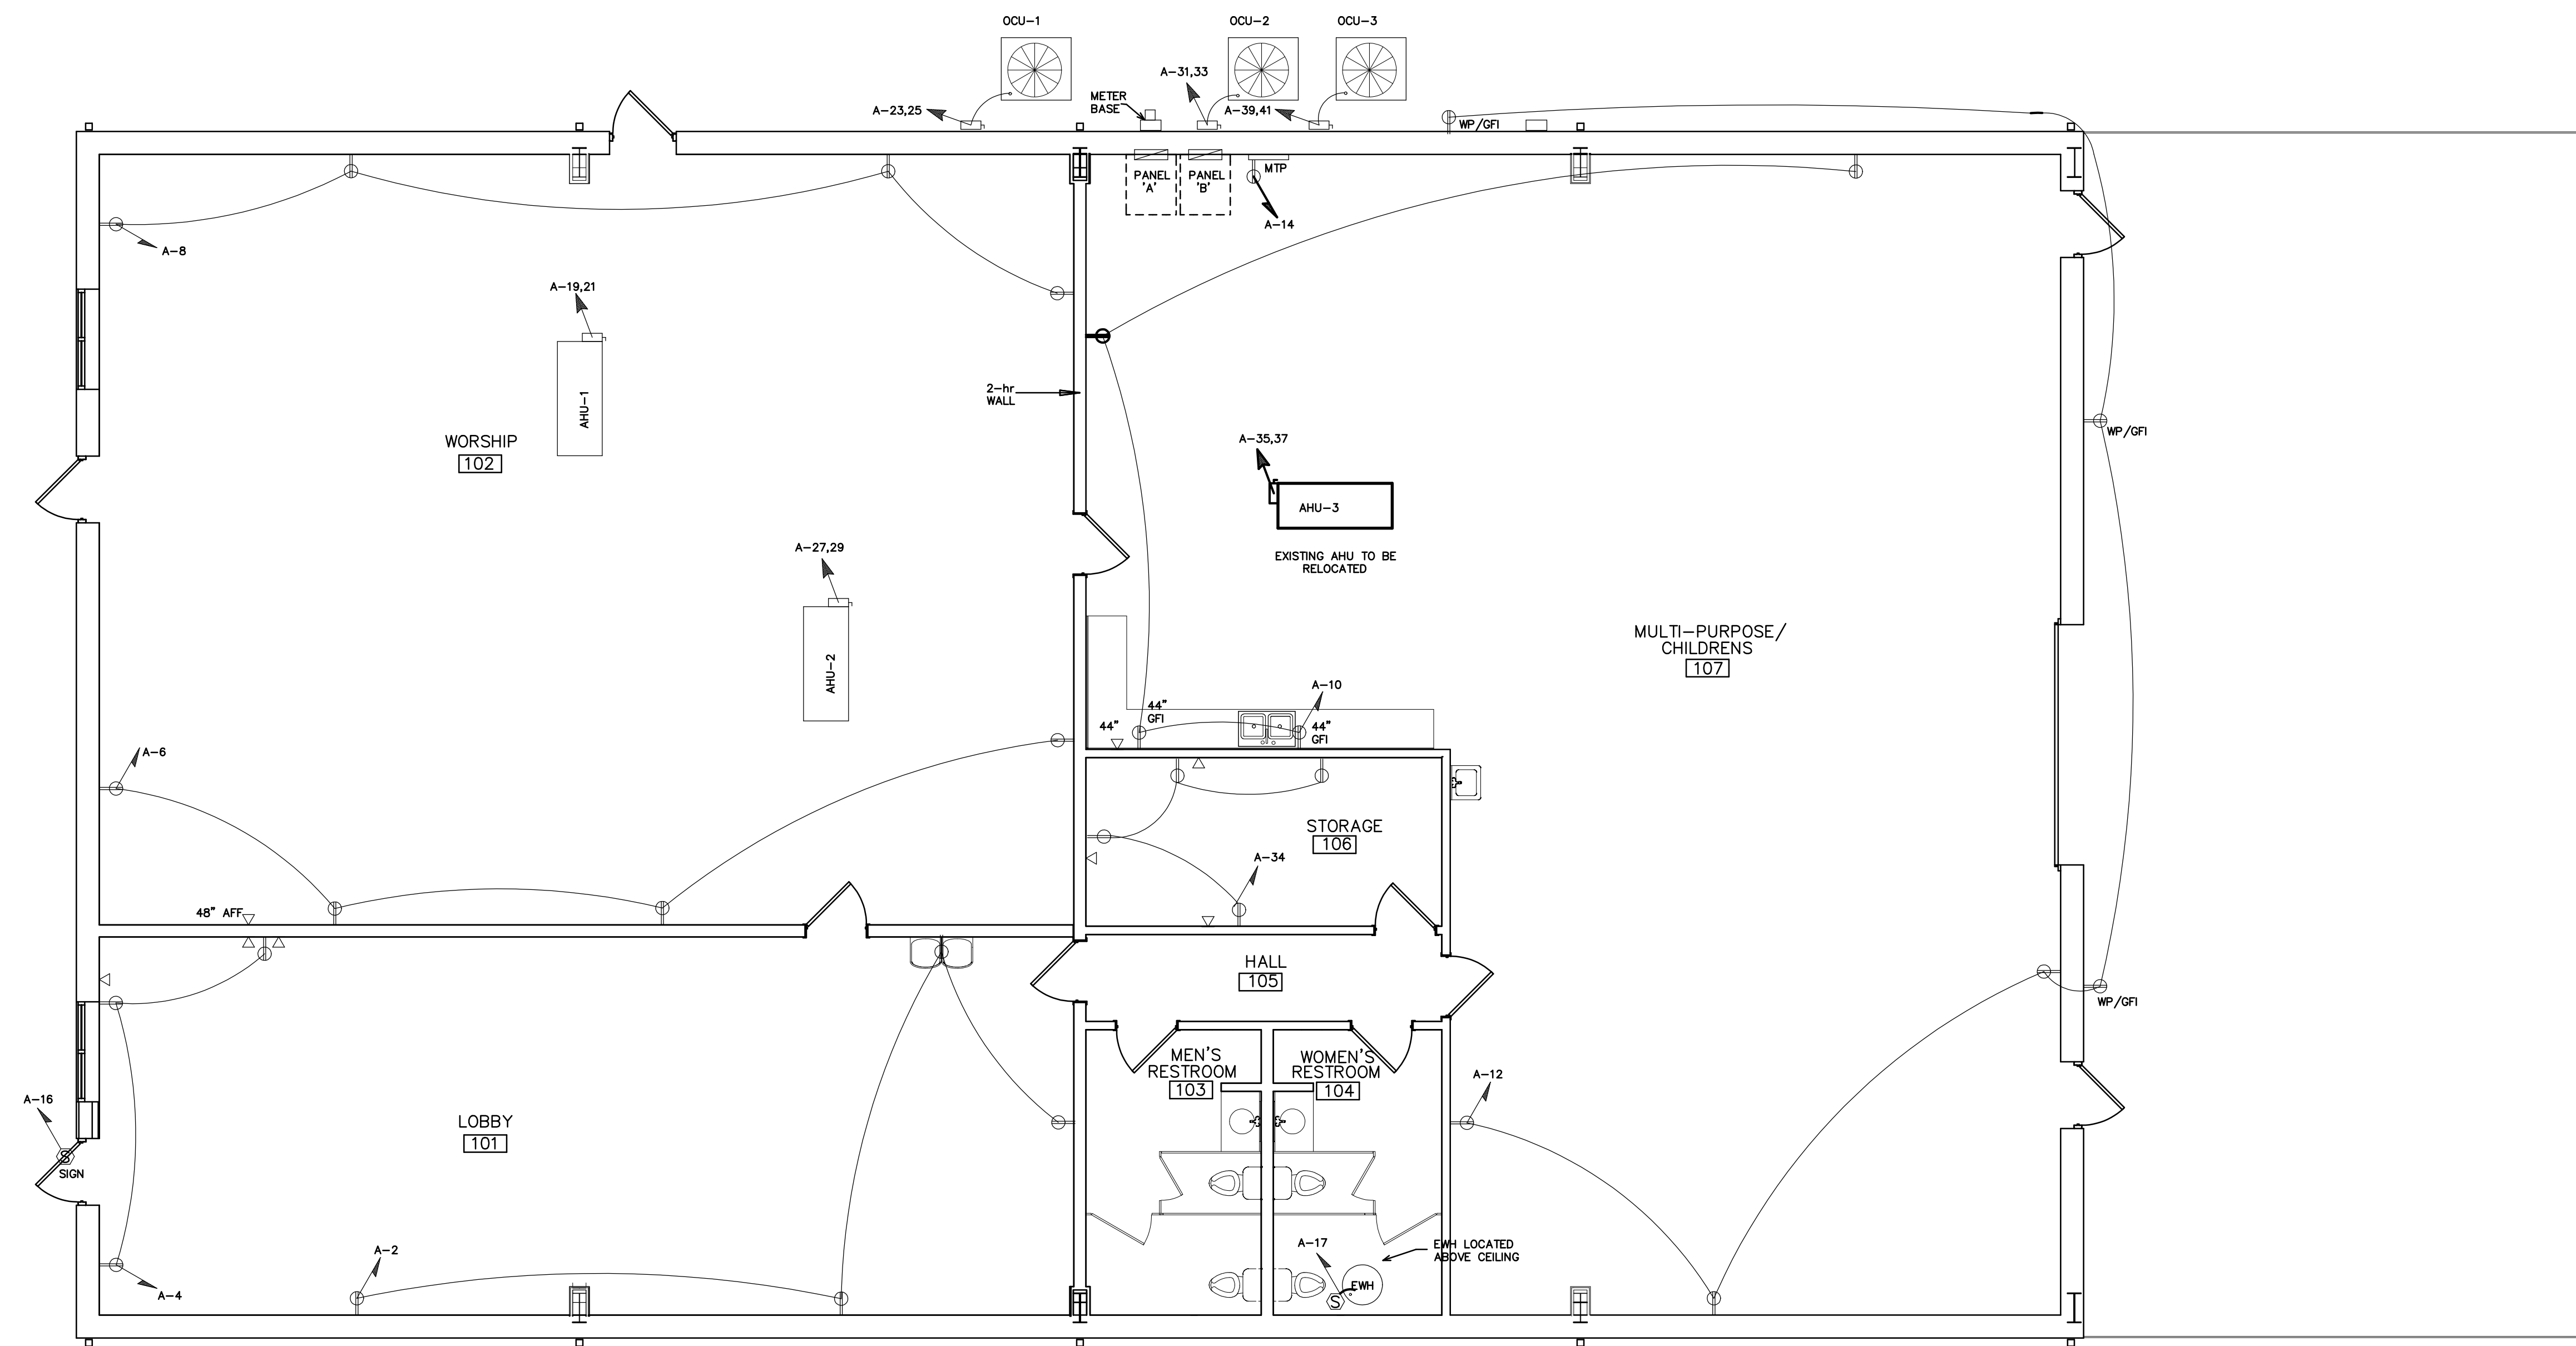 OCU-1
OCU-2
OCU-3
A-31,33
METER
BASE
A-23,25
A-39,41
WP/GFI
PANEL
'A'
PANEL
'B'
MTP
A-14
A-8
A-19,21
AHU-1
2-hr
WALL
WORSHIP
102
A-35,37
AHU-3
EXISTING AHU TO BE
RELOCATED
WP/GFI
A-27,29
AHU-2
MULTI-PURPOSE/
CHILDRENS
107
A-10
44"
44"
GFI
44"
GFI
A-6
STORAGE
106
A-34
48" AFF
HALL
105
WP/GFI
MEN'S
RESTROOM
103
WOMEN'S
RESTROOM
104
A-12
A-16
S
SIGN
LOBBY
101
A-2
A-4
A-17
EWH LOCATED
ABOVE CEILING
EWH
S